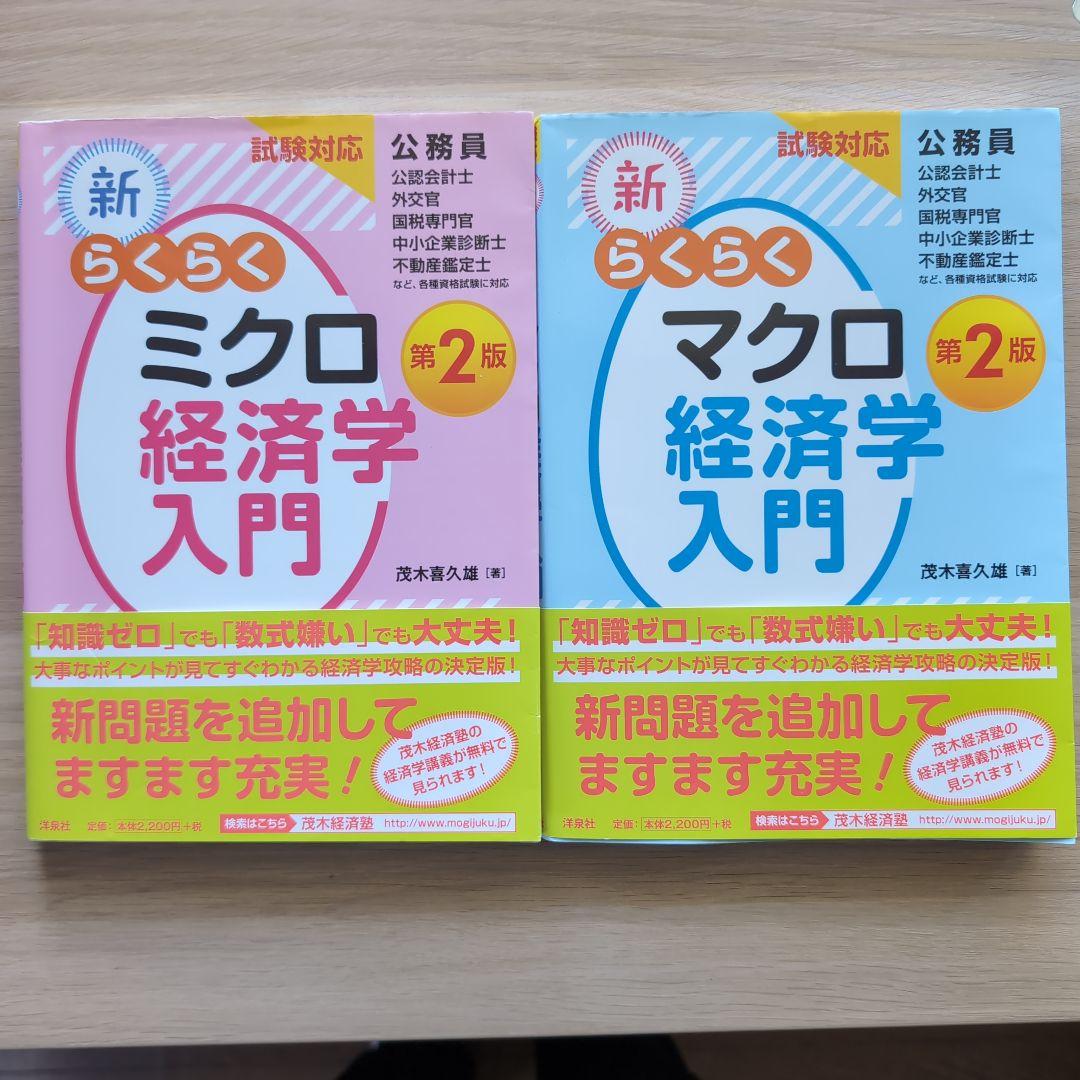 新
試験対応
公務員
公認会計士
外交官
国税専門官
中小企業診断士
不動産鑑定士
など、各種資格試験に対応
らくらく
ミクロ
経済学
入門
第2版
茂木喜久雄［著］
「知識ゼロ」でも「数式嫌い」でも大丈夫！
大事なポイントが見てすぐわかる経済学攻略の決定版！
新問題を追加して
ますます充実！
茂木経済塾の
経済学講義が無料で
見られます！
洋泉社 定価：本体2,200円+税 検索はこちら 茂木経済塾 http://www.mogijuku.jp/
新
試験対応
公務員
公認会計士
外交官
国税専門官
中小企業診断士
不動産鑑定士
など、各種資格試験に対応
らくらく
マクロ
経済学
入門
第2版
茂木喜久雄［著］
「知識ゼロ」でも「数式嫌い」でも大丈夫！
大事なポイントが見てすぐわかる経済学攻略の決定版！
新問題を追加して
ますます充実！
茂木経済塾の
経済学講義が無料で
見られます！
洋泉社 定価：本体2,200円+税 検索はこちら 茂木経済塾 http://www.mogijuku.jp/